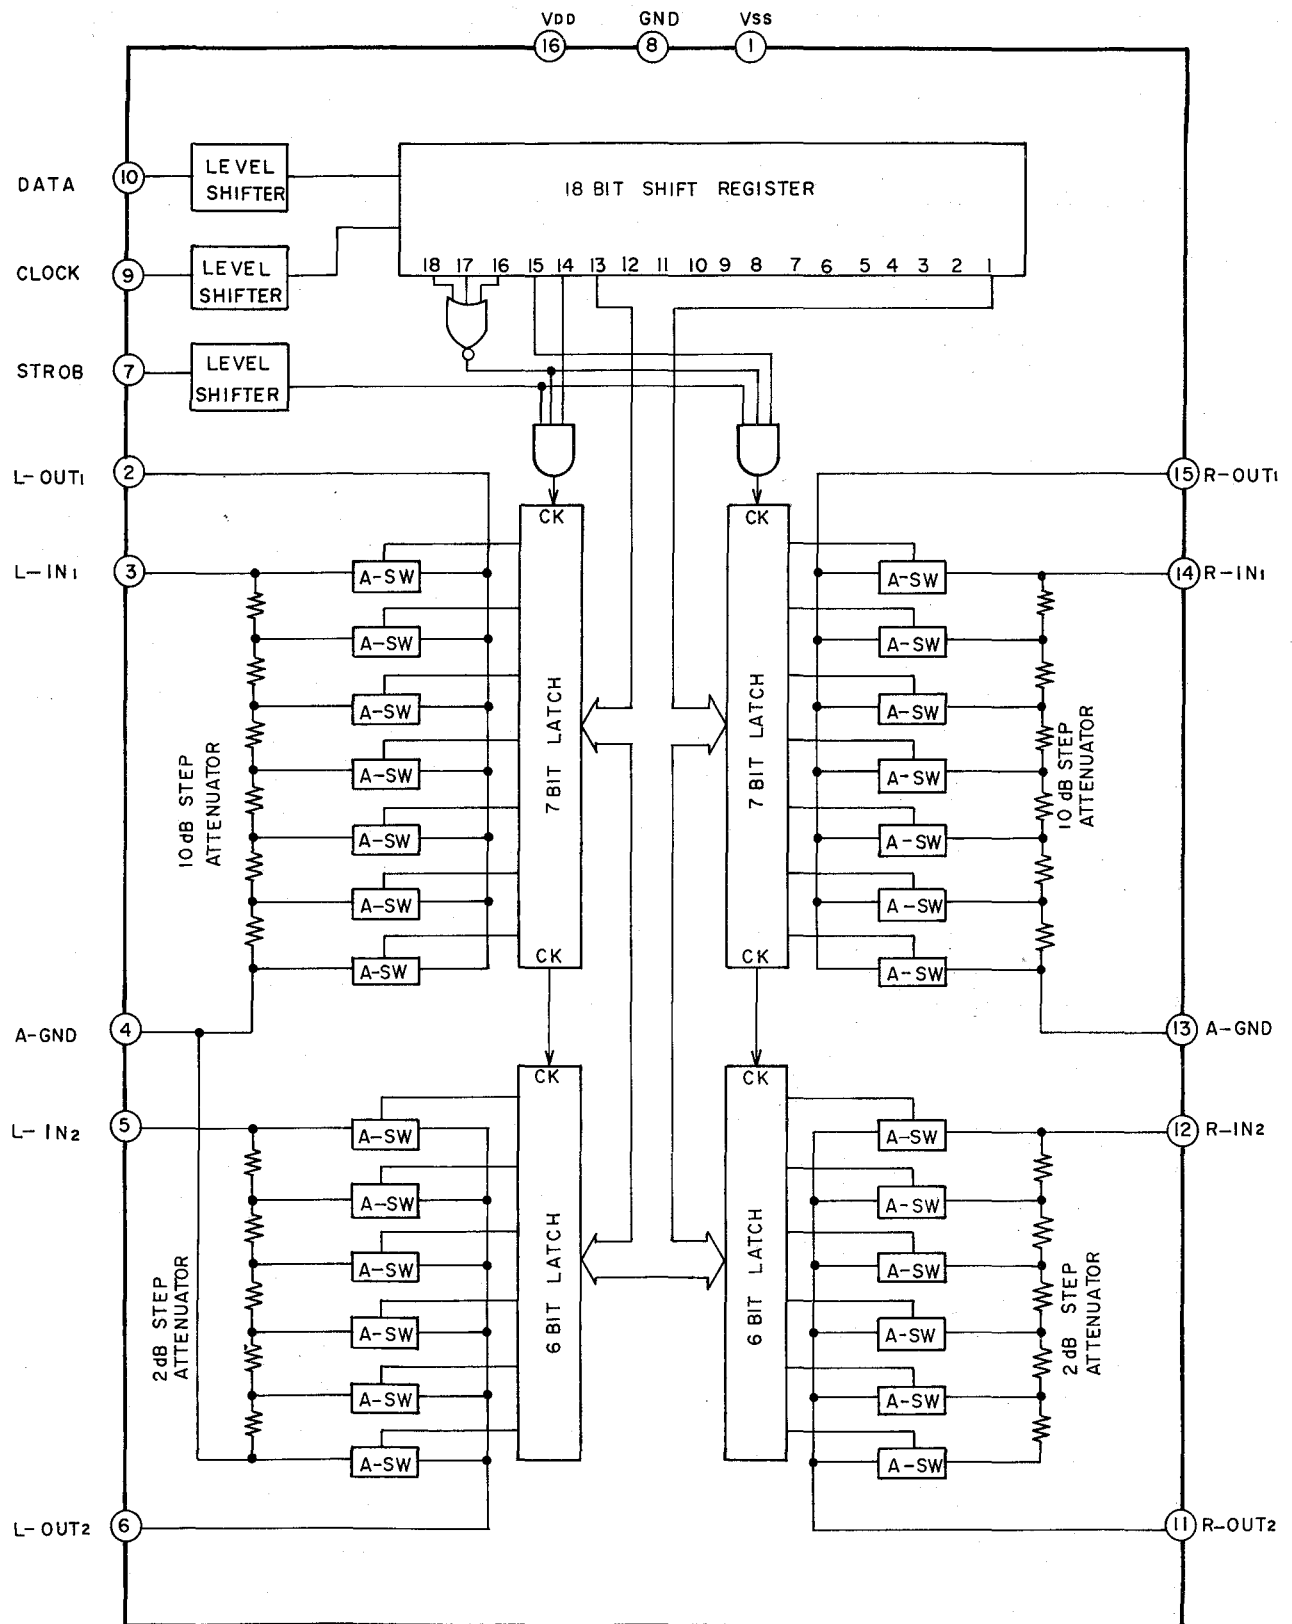 VDD GND VSS
16 8 1
10 DATA LEVEL SHIFTER
18 BIT SHIFT REGISTER
9 CLOCK LEVEL SHIFTER
18 17 16 15 14 13 12 11 10 9 8 7 6 5 4 3 2 1
7 STROB LEVEL SHIFTER
L-OUT1 2
15 R-OUT1
CK CK
L-IN1 3
14 R-IN1
A-SW A-SW
A-SW A-SW
A-SW A-SW
A-SW A-SW
A-SW A-SW
A-SW A-SW
A-SW A-SW
10dB STEP
ATTENUATOR
7 BIT LATCH
7 BIT LATCH
10dB STEP
ATTENUATOR
CK CK
A-GND 4
13 A-GND
CK CK
L-IN2 5
12 R-IN2
A-SW A-SW
A-SW A-SW
A-SW A-SW
A-SW A-SW
A-SW A-SW
A-SW A-SW
2dB STEP
ATTENUATOR
6 BIT LATCH
6 BIT LATCH
2dB STEP
ATTENUATOR
L-OUT2 6
11 R-OUT2